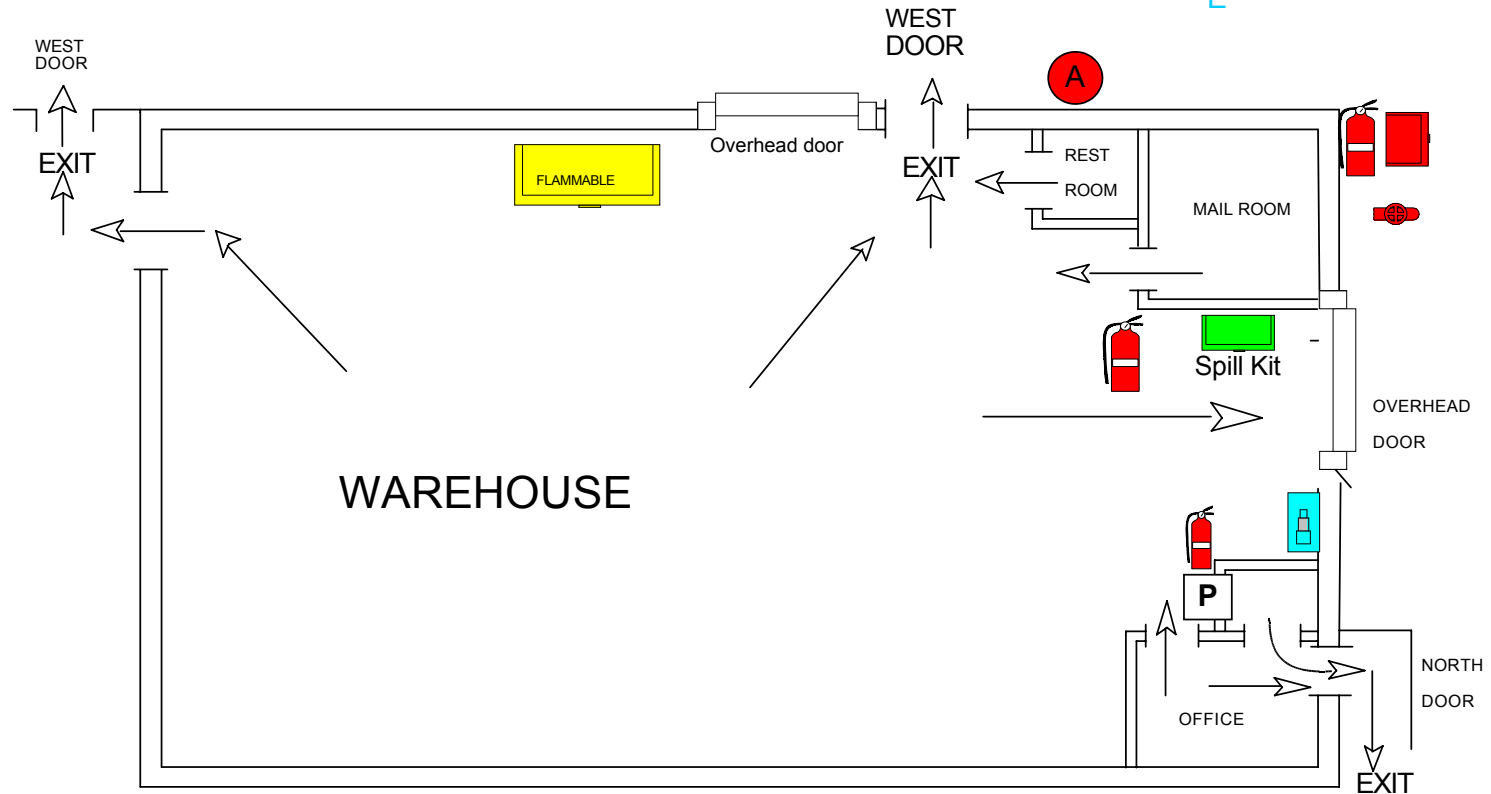 E
WEST
DOOR
WEST
DOOR
A
EXIT
Overhead door
EXIT
REST
ROOM
FLAMMABLE
MAIL ROOM
Spill Kit
OVERHEAD
DOOR
WAREHOUSE
P
NORTH
DOOR
OFFICE
EXIT